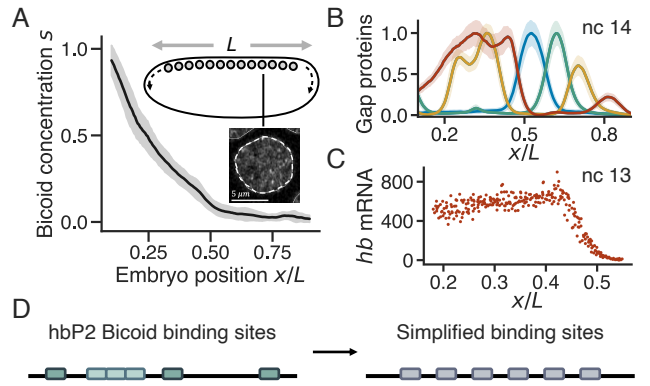 A
L
Bicoid concentration s
1.0
0.5
0.0
0.25 0.50 0.75
Embryo position x/L
5 μm
B
nc 14
Gap proteins
1.0
0.5
0.0
0.2 0.5 0.8
x/L
C
nc 13
hb mRNA
800
400
0
0.2 0.3 0.4 0.5
x/L
D
hbP2 Bicoid binding sites
Simplified binding sites